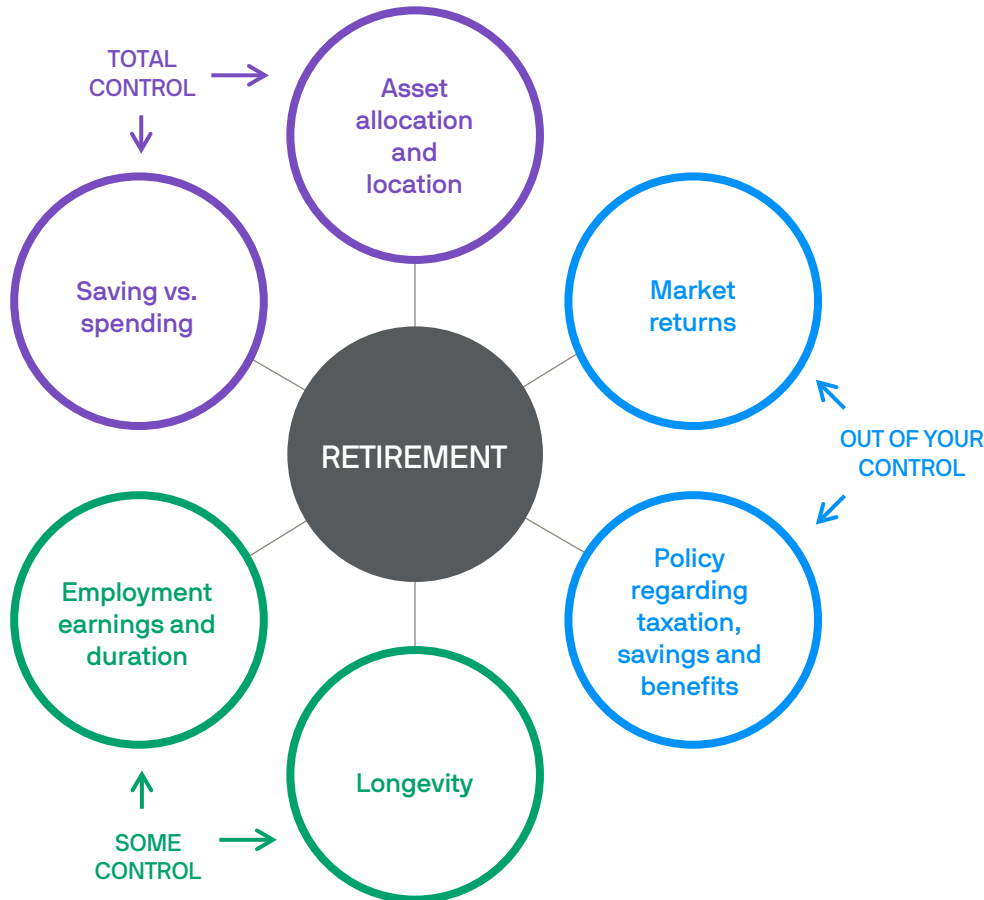 TOTAL
CONTROL
Asset
allocation
and
location
Saving vs.
spending
Market
returns
RETIREMENT
OUT OF YOUR
CONTROL
Employment
earnings and
duration
Policy
regarding
taxation,
savings and
benefits
Longevity
SOME
CONTROL